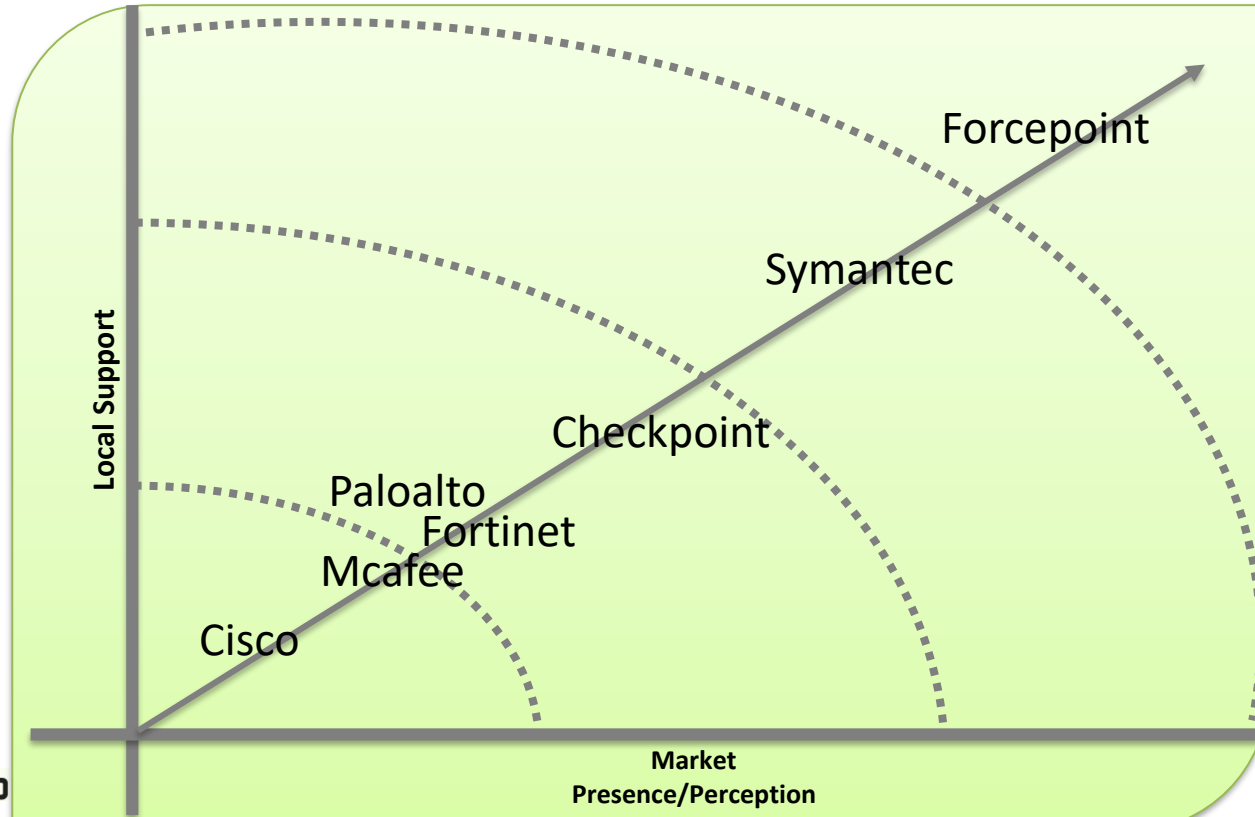 Forcepoint
Symantec
Checkpoint
Paloalto
Fortinet
Mcafee
Cisco
Local Support
Market
Presence/Perception